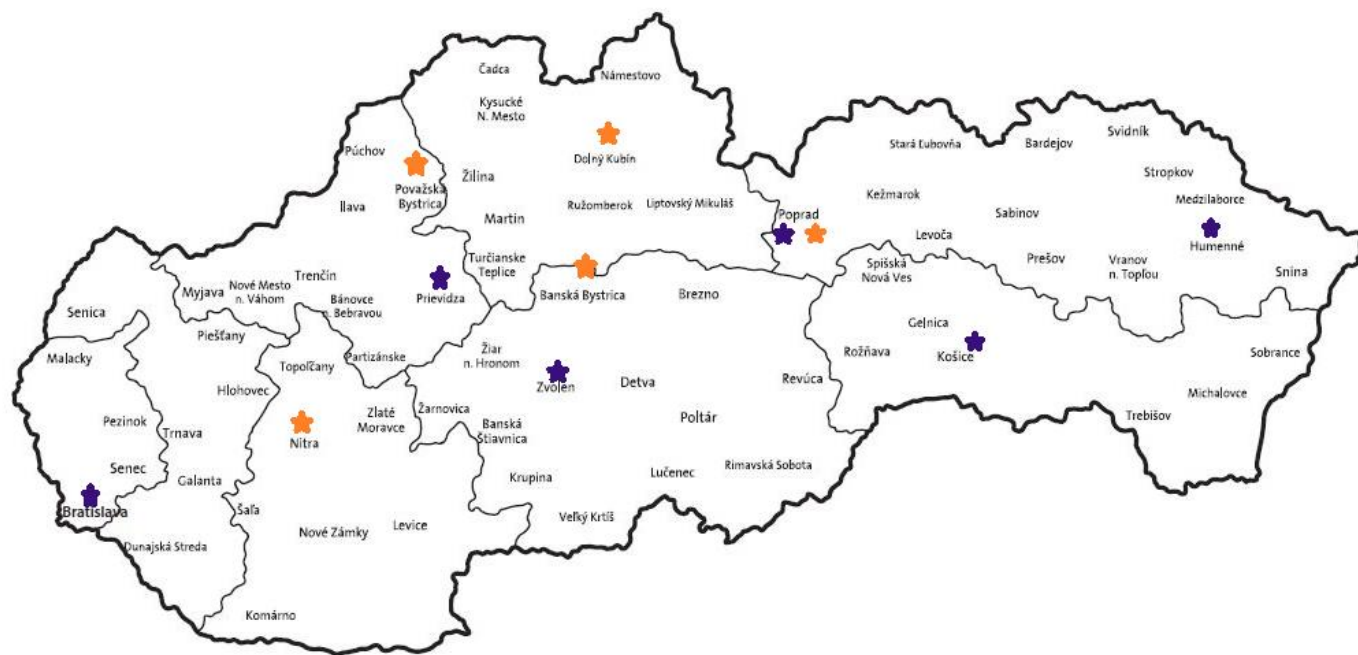 Čadca
Námestovo
Kysucké
N. Mesto
Svidník
Bardejov
Stará Ľubovňa
Púchov
Dolný Kubín
Stropkov
Žilina
Považská
Bystrica
Kežmarok
Medzilaborce
Ilava
Ružomberok
Liptovský Mikuláš
Martin
Poprad
Sabinov
Levoča
Humenné
Turčianske
Teplice
Prešov
Vranov
n. Topľou
Spišská
Nová Ves
Snina
Trenčín
Nové Mesto
n. Váhom
Myjava
Prievidza
Banská Bystrica
Brezno
Bánovce
n. Bebravou
Senica
Piešťany
Gelnica
Malacky
Partizánske
Žiar
n. Hronom
Rožňava
Košice
Sobrance
Topoľčany
Zvolen
Detva
Revúca
Hlohovec
Michalovce
Žarnovica
Zlaté
Moravce
Poltár
Trebišov
Pezinok
Trnava
Nitra
Banská
Štiavnica
Senec
Galanta
Krupina
Lučenec
Rimavská Sobota
Bratislava
Šaľa
Veľký Krtíš
Levice
Nové Zámky
Dunajská Streda
Komárno